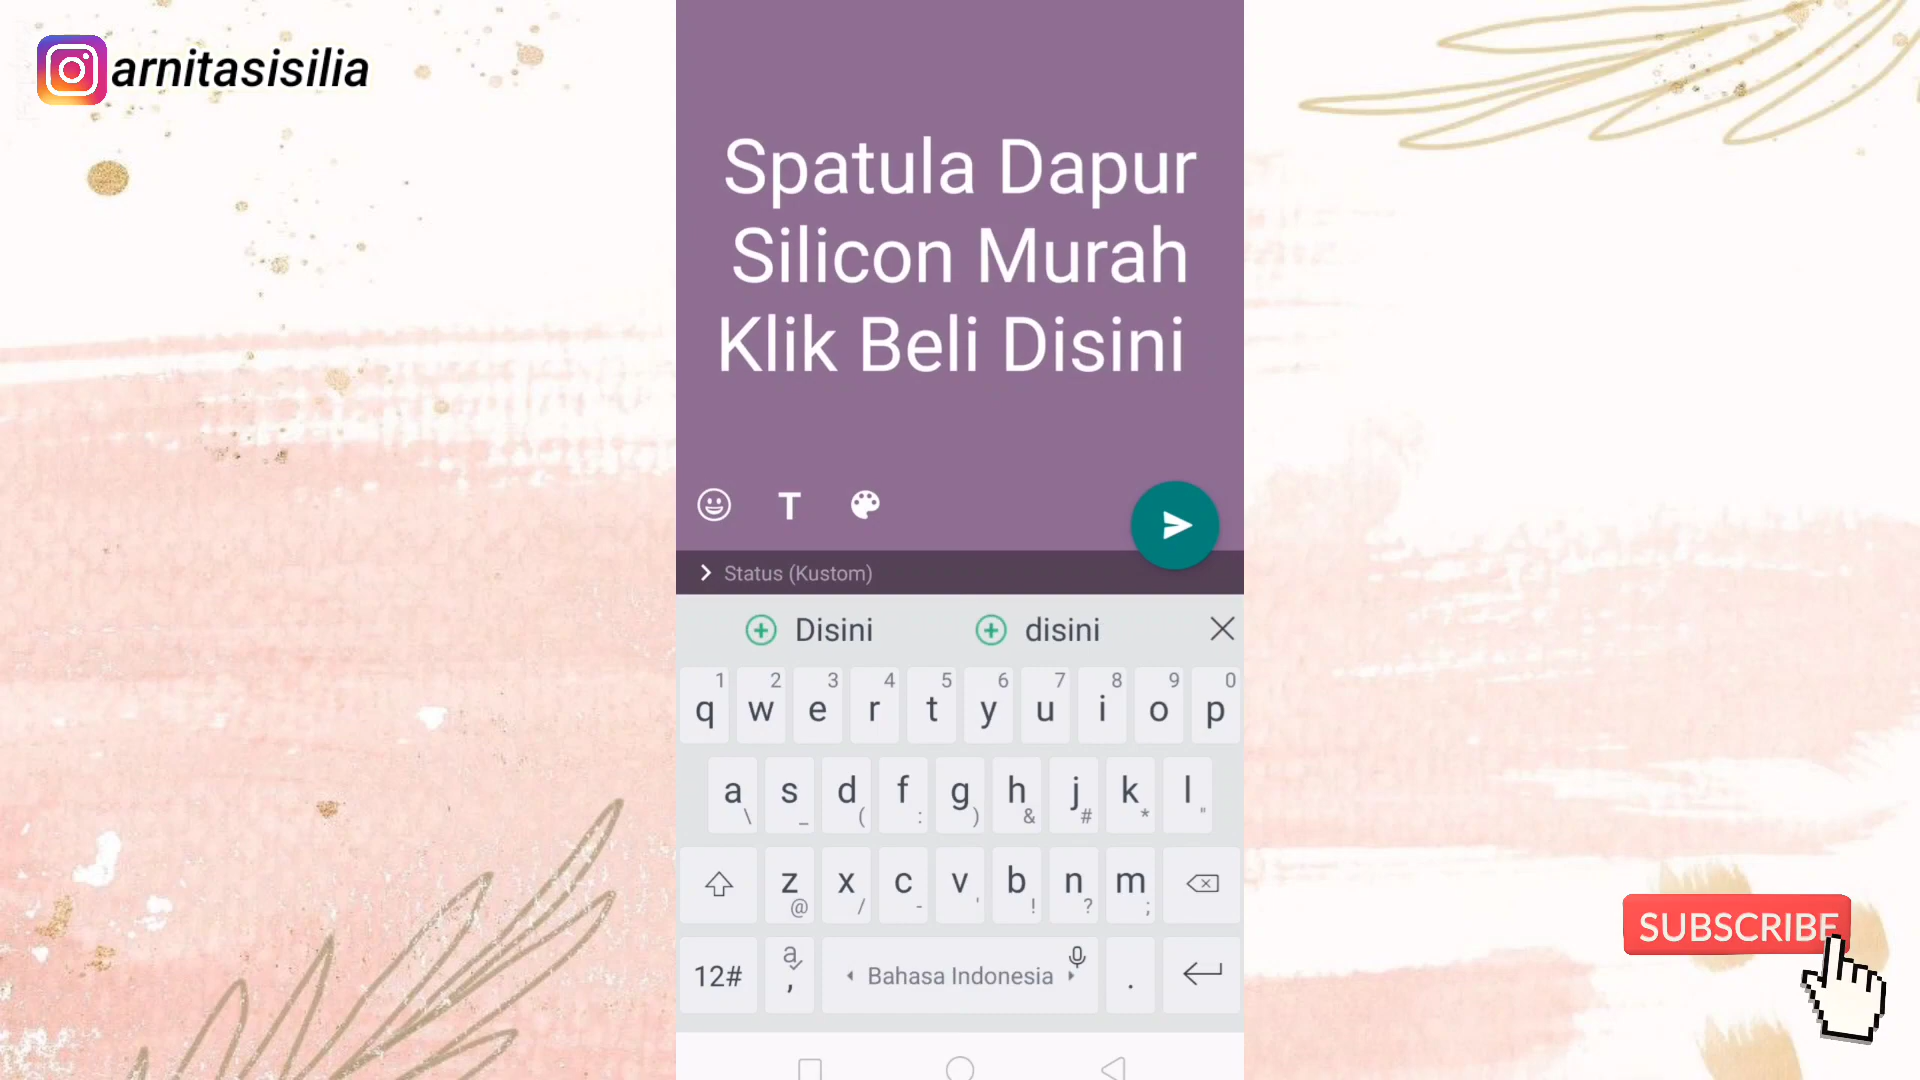 arnitasisilia
Spatula Dapur
Silicon Murah
Klik Beli Disini
T
Status (Kustom)
Disini disini
1 2 3 4 5 6 7 8 9 0
q w e r t y u i o p
a s d f g h j k l
\ _ ( : ) & # * "
z x c v b n m
@ / - ' ! ? ;
SUBSCRIBE
12# a , Bahasa Indonesia .